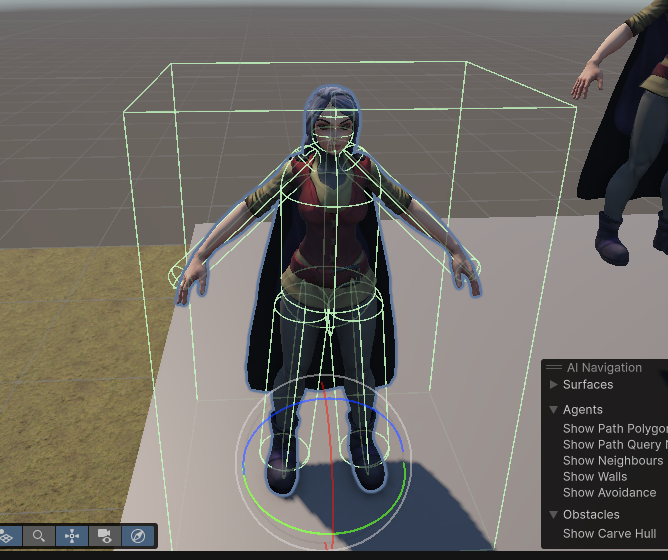 AI Navigation
Surfaces
Agents
Show Path Polygo
Show Path Query
Show Neighbours
Show Walls
Show Avoidance
Obstacles
Show Carve Hull